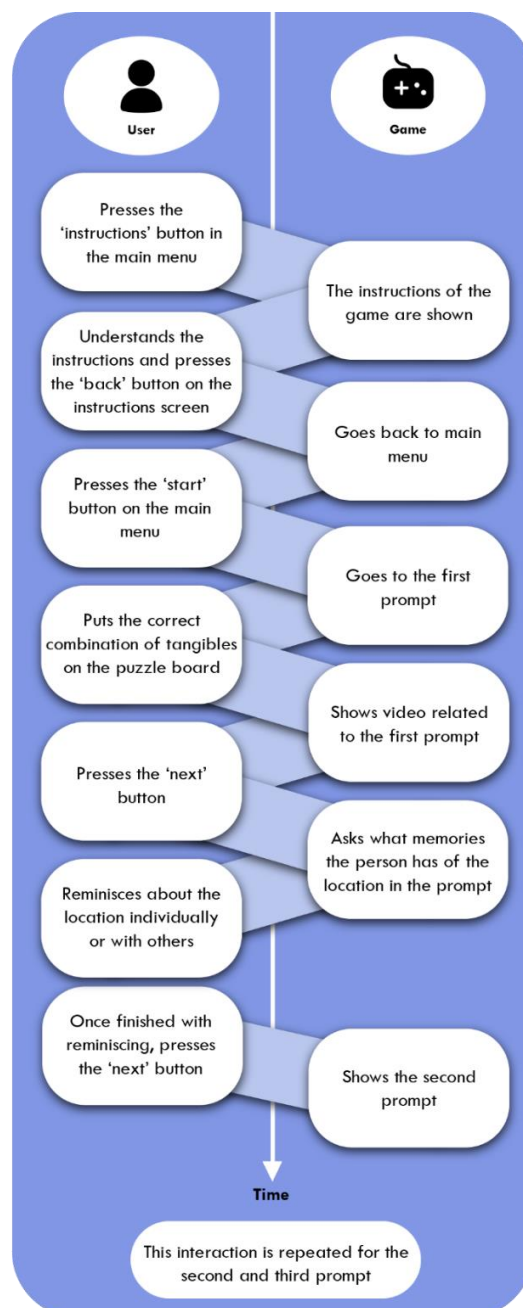 User
Game
Presses the
‘instructions’ button in
the main menu
The instructions of the
game are shown
Understands the
instructions and presses
the ‘back’ button on the
instructions screen
Goes back to main
menu
Presses the ‘start’
button on the main
menu
Goes to the first
prompt
Puts the correct
combination of tangibles
on the puzzle board
Shows video related
to the first prompt
Presses the ‘next’
button
Asks what memories
the person has of the
location in the prompt
Reminisces about the
location individually
or with others
Once finished with
reminiscing, presses
the ‘next’ button
Shows the second
prompt
Time
This interaction is repeated for the
second and third prompt